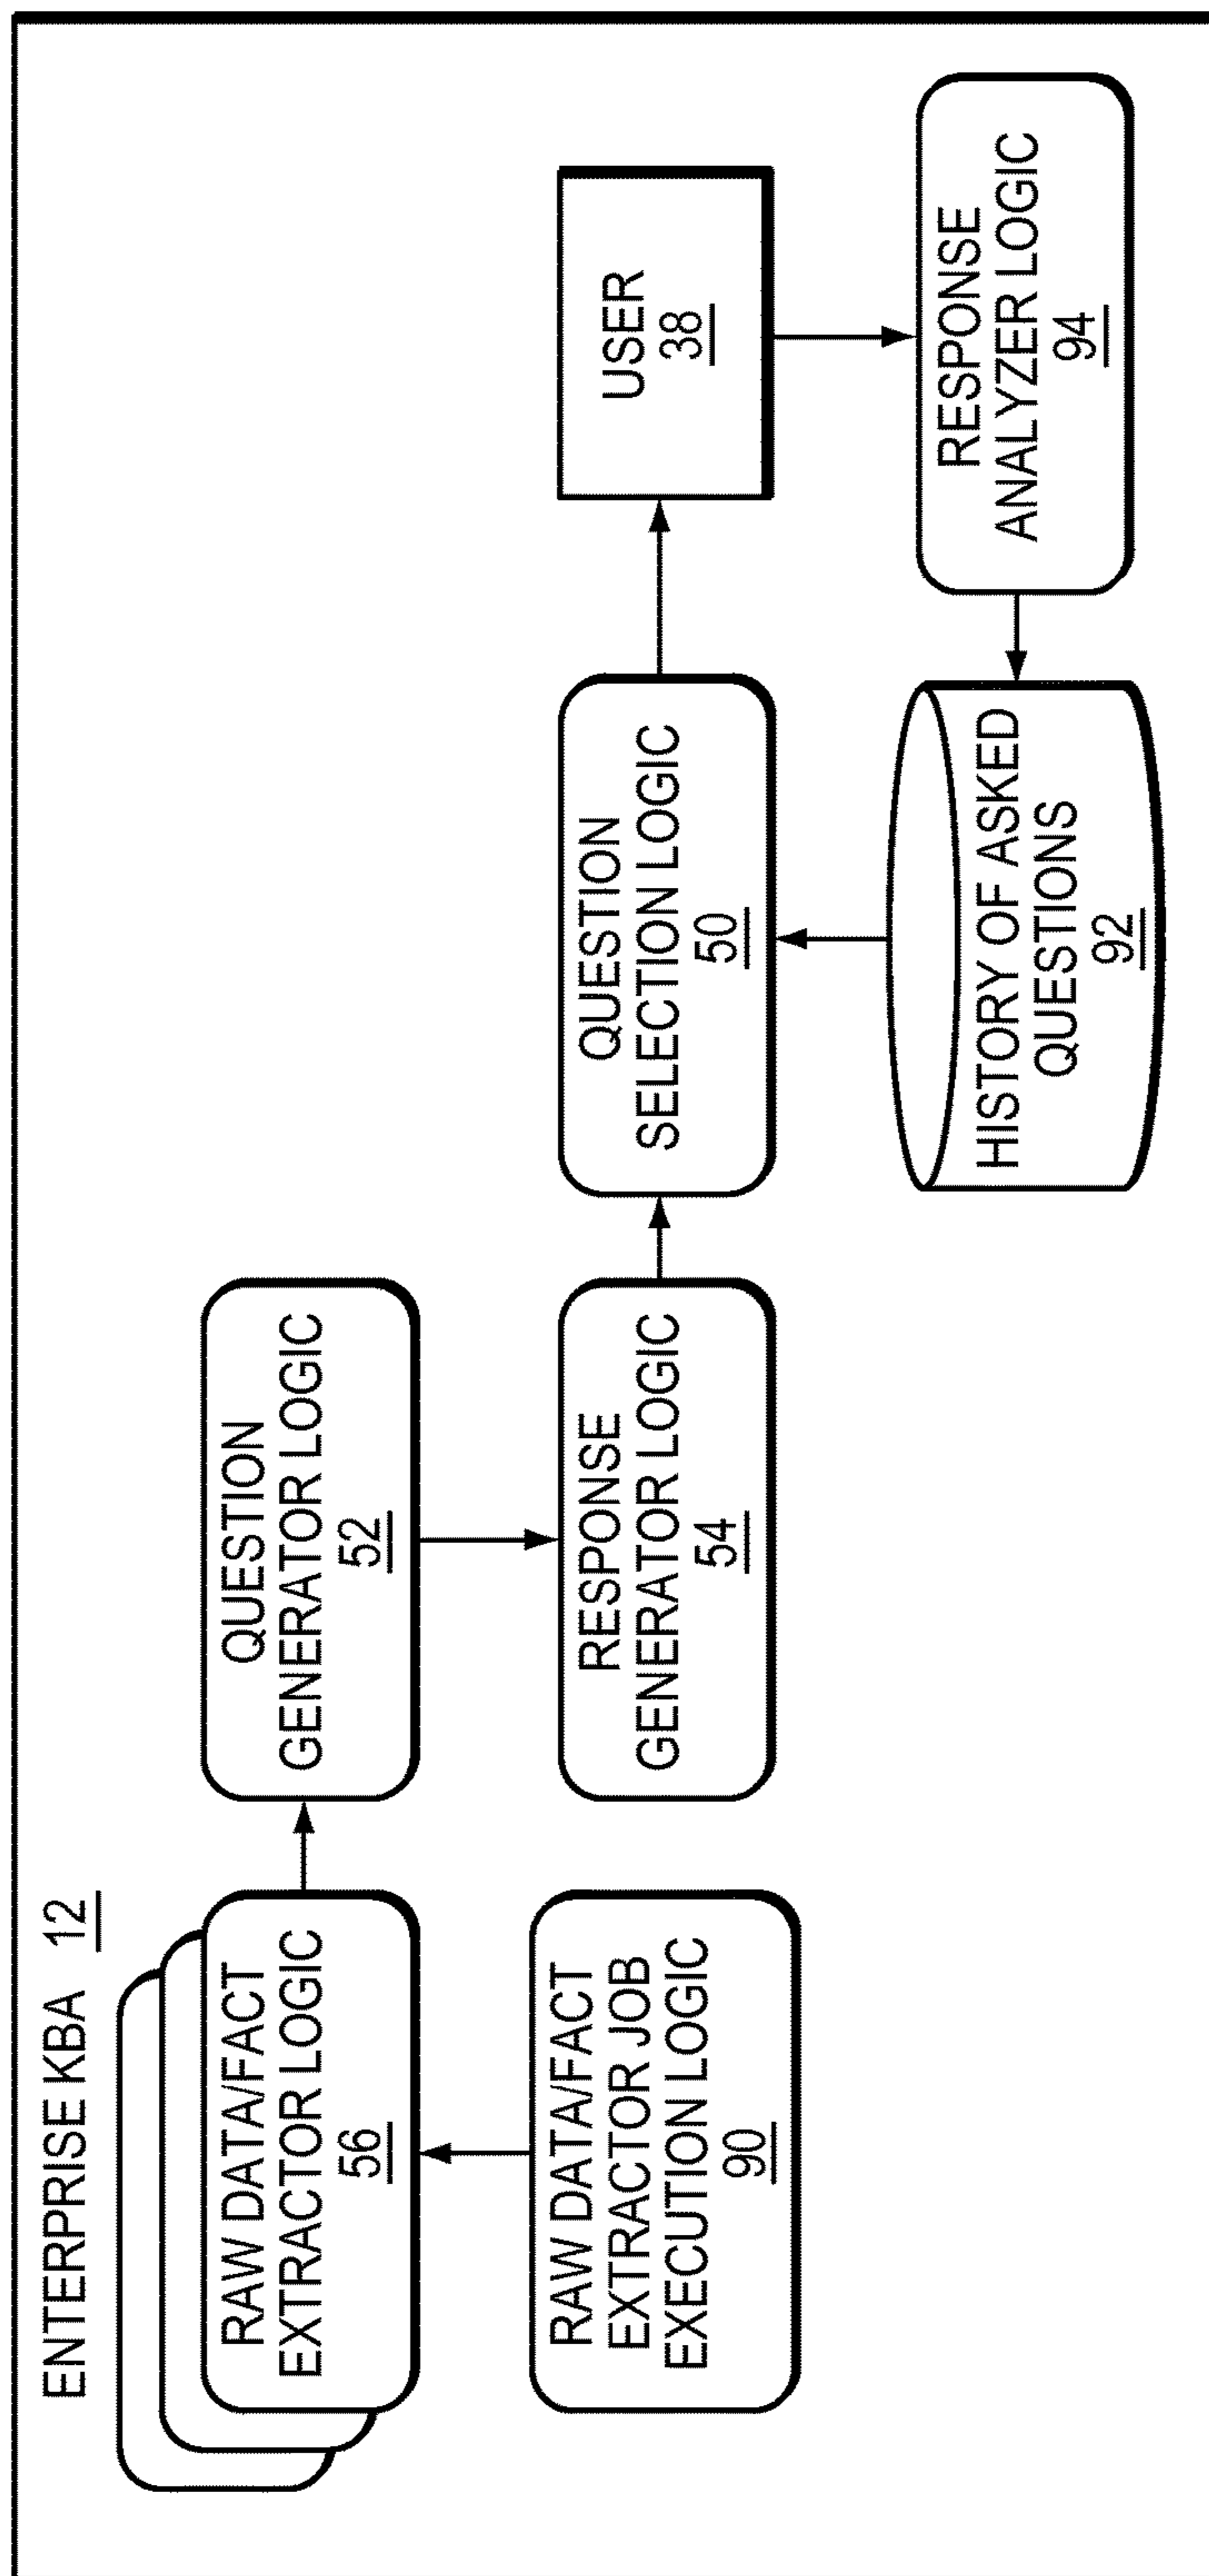 ENTERPRISE KBA 12
RAW DATA/FACT
EXTRACTOR LOGIC
56
QUESTION
GENERATOR LOGIC
52
RAW DATA/FACT
EXTRACTOR JOB
EXECUTION LOGIC
90
RESPONSE
GENERATOR LOGIC
54
QUESTION
SELECTION LOGIC
50
USER
38
HISTORY OF ASKED
QUESTIONS
92
RESPONSE
ANALYZER LOGIC
94